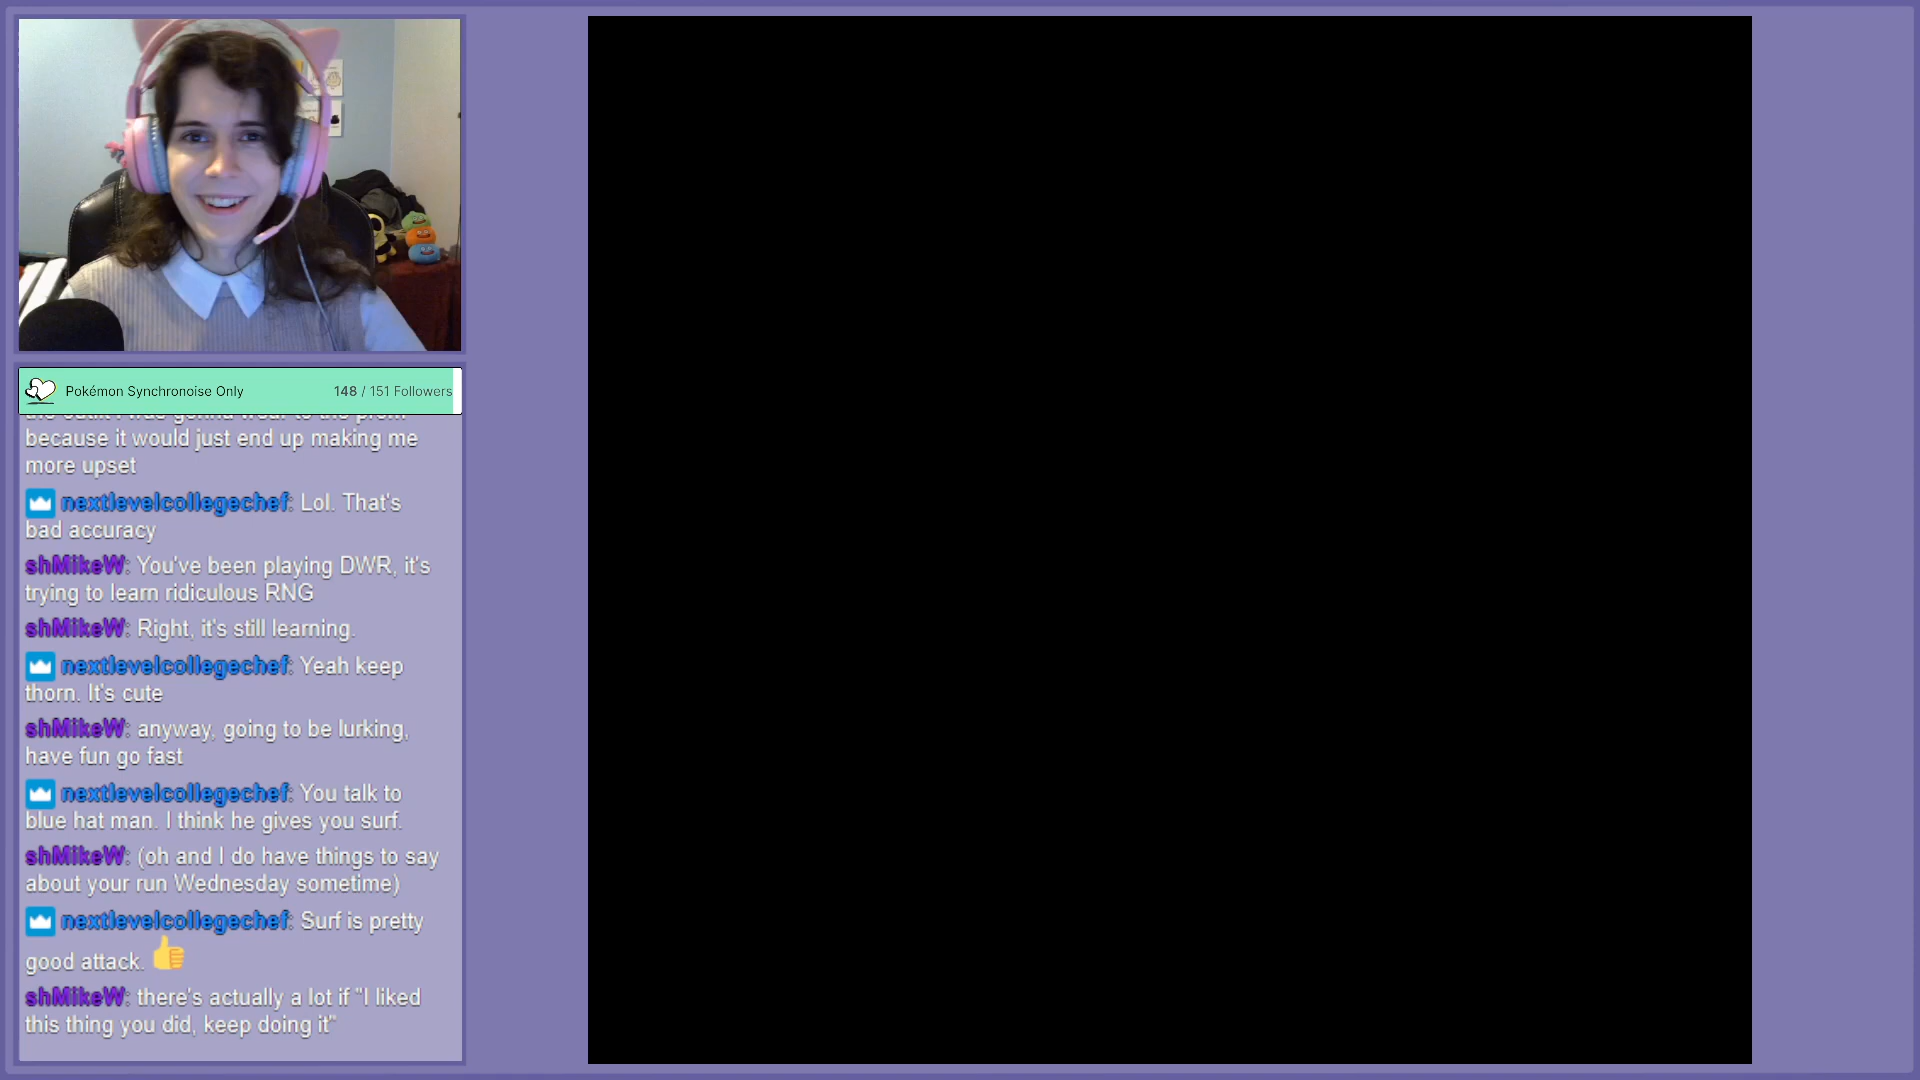 Pokémon Synchronoise Only 148 / 151 Followers
because it would just end up making me
more upset
nextlevelcollegechef: Lol. That's
bad accuracy
shMikeW: You've been playing DWR, it's
trying to learn ridiculous RNG
shMikeW: Right, it's still learning.
nextlevelcollegechef: Yeah keep
thorn. It's cute
shMikeW: anyway, going to be lurking,
have fun go fast
nextlevelcollegechef: You talk to
blue hat man. I think he gives you surf.
shMikeW: (oh and I do have things to say
about your run Wednesday sometime)
nextlevelcollegechef: Surf is pretty
good attack. 👍
shMikeW: there's actually a lot if "I liked
this thing you did, keep doing it"